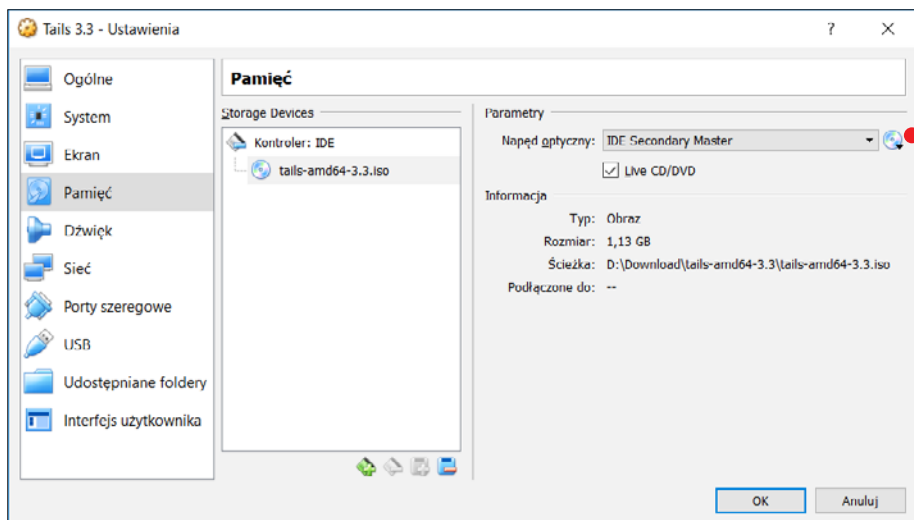 Tails 3.3 - Ustawienia ?
Ogólne
System
Ekran
Pamięć
Dźwięk
Sieć
Porty szeregowe
USB
Udostępniane foldery
Interfejs użytkownika
Pamięć
Storage Devices
Kontroler: IDE
tails-amd64-3.3.iso
Parametry
Napęd optyczny: IDE Secondary Master
Live CD/DVD
Informacja
Typ: Obraz
Rozmiar: 1,13 GB
Ścieżka: D:\Download\tails-amd64-3.3\tails-amd64-3.3.iso
Podłączone do: --
OK Anuluj